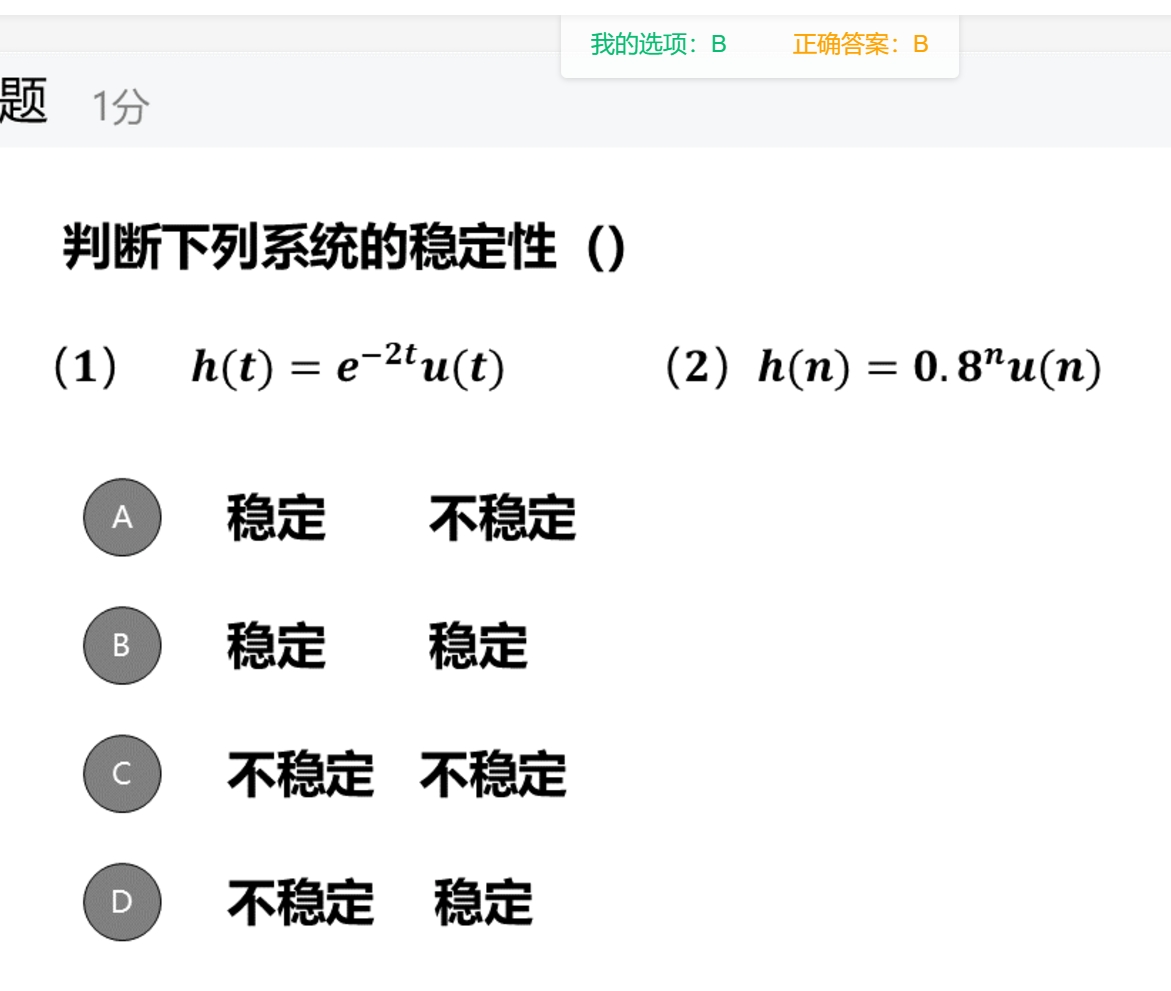 我的选项：B 正确答案：B
题 1分
判断下列系统的稳定性（）
（1） h(t) = e^{-2t}u(t) （2）h(n) = 0.8^n u(n)
A 稳定 不稳定
B 稳定 稳定
C 不稳定 不稳定
D 不稳定 稳定